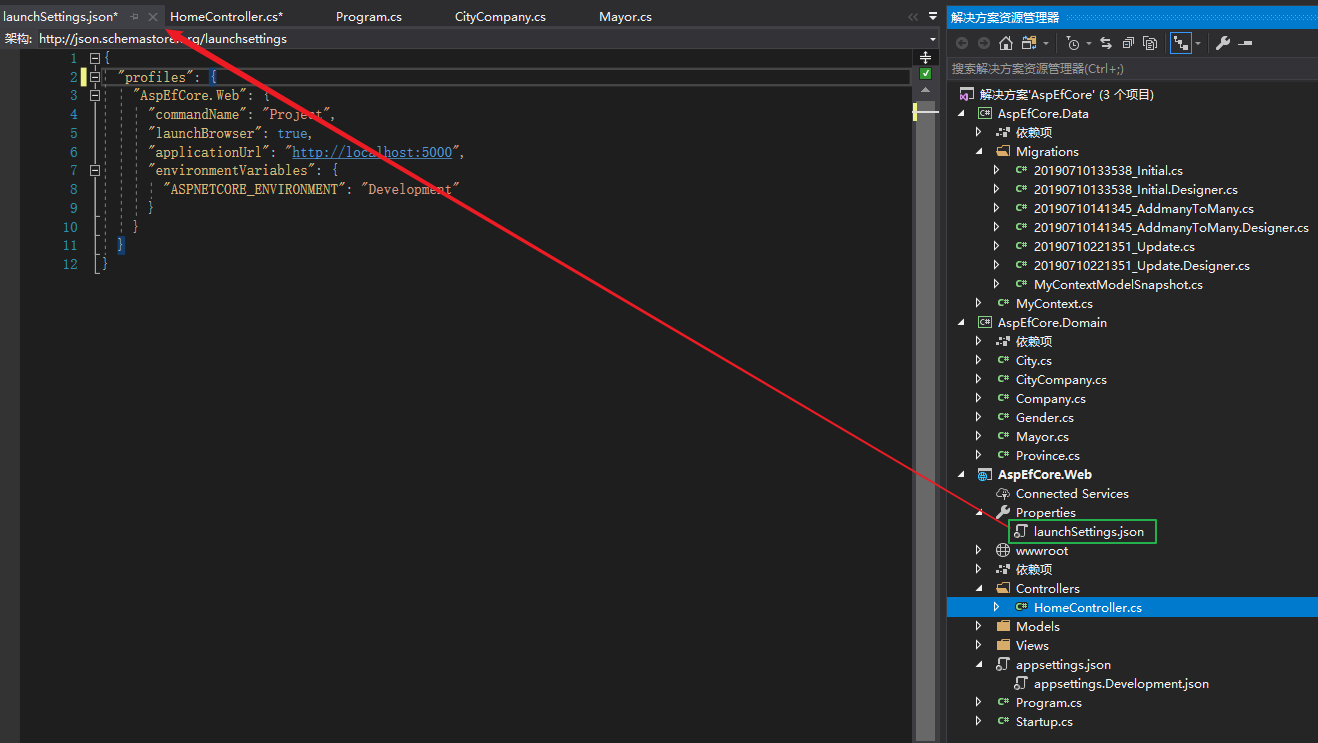 launchSettings.json*
HomeController.cs*
Program.cs
CityCompany.cs
Mayor.cs
架构: http://json.schemastore.org/launchsettings
1 {
2 "profiles": {
3 "AspEfCore.Web": {
4 "commandName": "Project",
5 "launchBrowser": true,
6 "applicationUrl": "http://localhost:5000",
7 "environmentVariables": {
8 "ASPNETCORE_ENVIRONMENT": "Development"
9 }
10 }
11 }
12 }
解决方案资源管理器
搜索解决方案资源管理器(Ctrl+;)
解决方案'AspEfCore' (3 个项目)
AspEfCore.Data
依赖项
Migrations
C# 20190710133538_Initial.cs
C# 20190710133538_Initial.Designer.cs
C# 20190710141345_AddmanyToMany.cs
C# 20190710141345_AddmanyToMany.Designer.cs
C# 20190710221351_Update.cs
C# 20190710221351_Update.Designer.cs
C# MyContextModelSnapshot.cs
C# MyContext.cs
C# AspEfCore.Domain
依赖项
C# City.cs
C# CityCompany.cs
C# Company.cs
C# Gender.cs
C# Mayor.cs
C# Province.cs
AspEfCore.Web
Connected Services
Properties
launchSettings.json
wwwroot
依赖项
Controllers
C# HomeController.cs
Models
Views
appsettings.json
appsettings.Development.json
C# Program.cs
C# Startup.cs